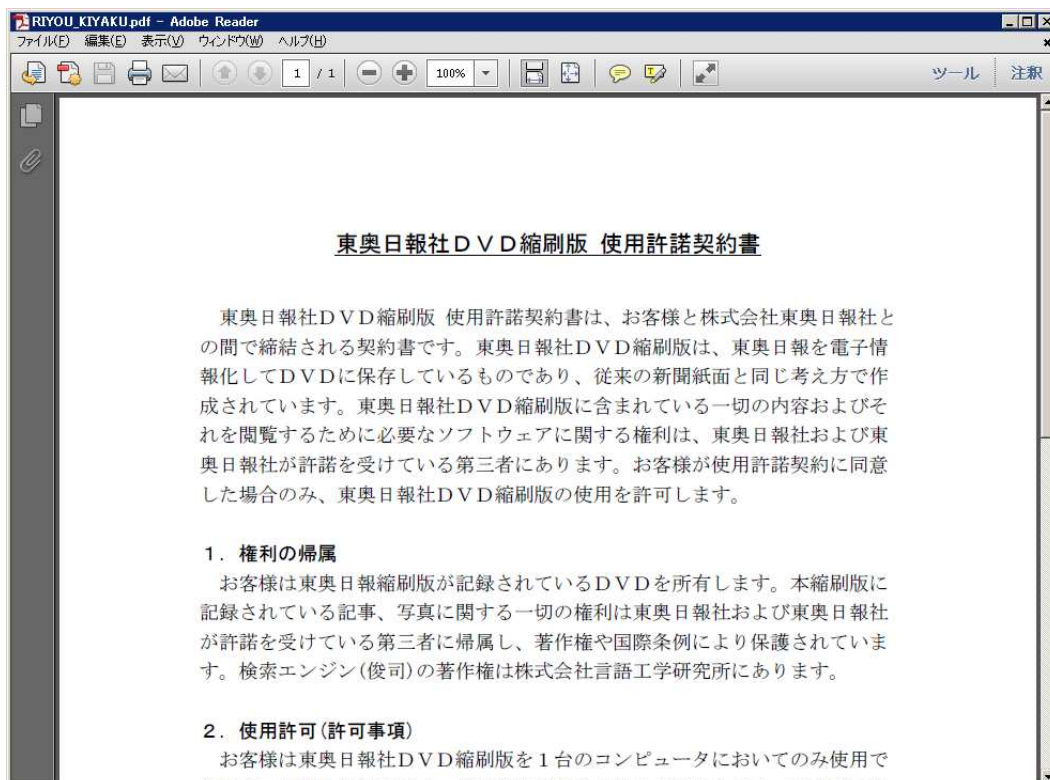 RIYOU_KIYAKU.pdf - Adobe Reader
ファイル(F) 編集(E) 表示(V) ウィンドウ(W) ヘルプ(H)
1 / 1 100% ツール 注釈
東奥日報社ＤＶＤ縮刷版 使用許諾契約書
東奥日報社ＤＶＤ縮刷版 使用許諾契約書は、お客様と株式会社東奥日報社と
の間で締結される契約書です。東奥日報社ＤＶＤ縮刷版は、東奥日報を電子情
報化してＤＶＤに保存しているものであり、従来の新聞紙面と同じ考え方で作
成されています。東奥日報社ＤＶＤ縮刷版に含まれている一切の内容およびそ
れを閲覧するために必要なソフトウェアに関する権利は、東奥日報社および東
奥日報社が許諾を受けている第三者にあります。お客様が使用許諾契約に同意
した場合のみ、東奥日報社ＤＶＤ縮刷版の使用を許可します。
１．権利の帰属
お客様は東奥日報縮刷版が記録されているＤＶＤを所有します。本縮刷版に
記録されている記事、写真に関する一切の権利は東奥日報社および東奥日報社
が許諾を受けている第三者に帰属し、著作権や国際条例により保護されていま
す。検索エンジン(俊司)の著作権は株式会社言語工学研究所にあります。
２．使用許可(許可事項)
お客様は東奥日報社ＤＶＤ縮刷版を１台のコンピュータにおいてのみ使用で